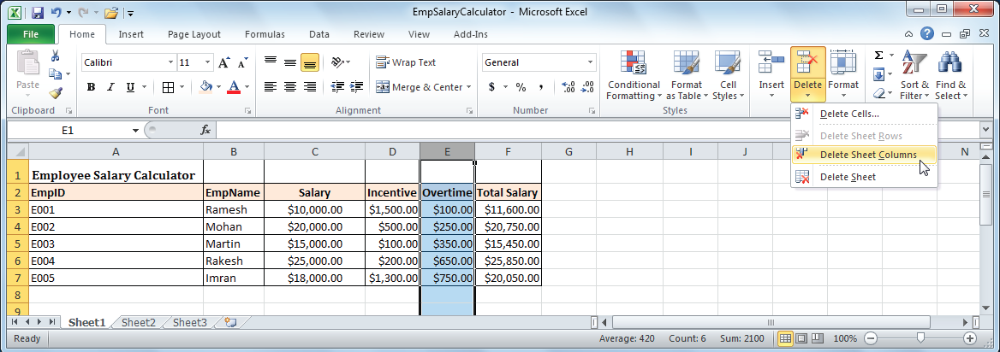 EmpSalaryCalculator - Microsoft Excel
File Home Insert Page Layout Formulas Data Review View Add-Ins
Paste
Clipboard
Calibri 11
B I U
Font
Wrap Text
Merge & Center
Alignment
General
$ % ,
Number
Conditional Formatting
Format as Table
Cell Styles
Styles
Insert Delete Format
Sort & Filter
Find & Select
Delete Cells...
Delete Sheet Rows
Delete Sheet Columns
Delete Sheet
E1 fx
A B C D E F G H I J N
1 Employee Salary Calculator
2 EmpID EmpName Salary Incentive Overtime Total Salary
3 E001 Ramesh $10,000.00 $1,500.00 $100.00 $11,600.00
4 E002 Mohan $20,000.00 $500.00 $250.00 $20,750.00
5 E003 Martin $15,000.00 $100.00 $350.00 $15,450.00
6 E004 Rakesh $25,000.00 $200.00 $650.00 $25,850.00
7 E005 Imran $18,000.00 $1,300.00 $750.00 $20,050.00
8
9
Sheet1 Sheet2 Sheet3
Ready Average: 420 Count: 6 Sum: 2100 100%